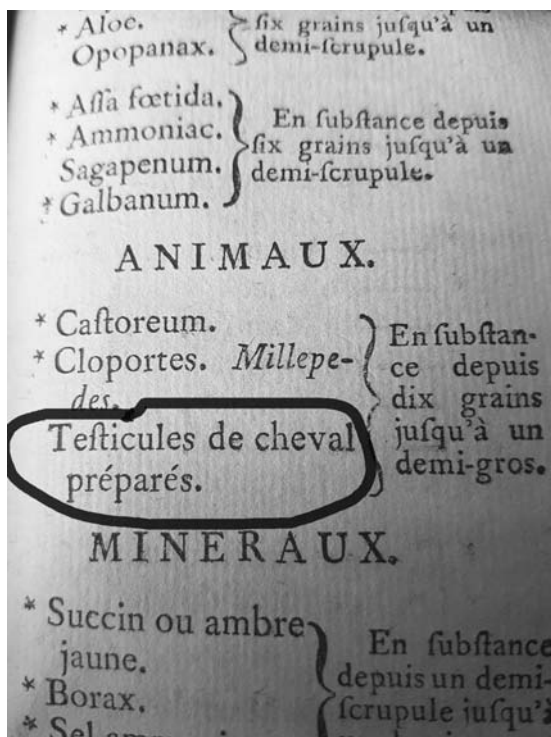 * Aloe.
Opopanax.
six grains juſqu'à un
demi-ſcrupule.
* Aſſa fœtida.
* Ammoniac.
Sagapenum.
* Galbanum.
En ſubſtance depuis
ſix grains juſqu'à un
demi-ſcrupule.
ANIMAUX.
* Caſtoreum.
* Cloportes. Millepe-
des.
Teſticules de cheval
préparés.
En ſubſtan-
ce depuis
dix grains
juſqu'à un
demi-gros.
MINERAUX.
* Succin ou ambre
jaune.
* Borax.
* Sel
En ſubſtance
depuis un demi-
ſcrupule juſqu'à